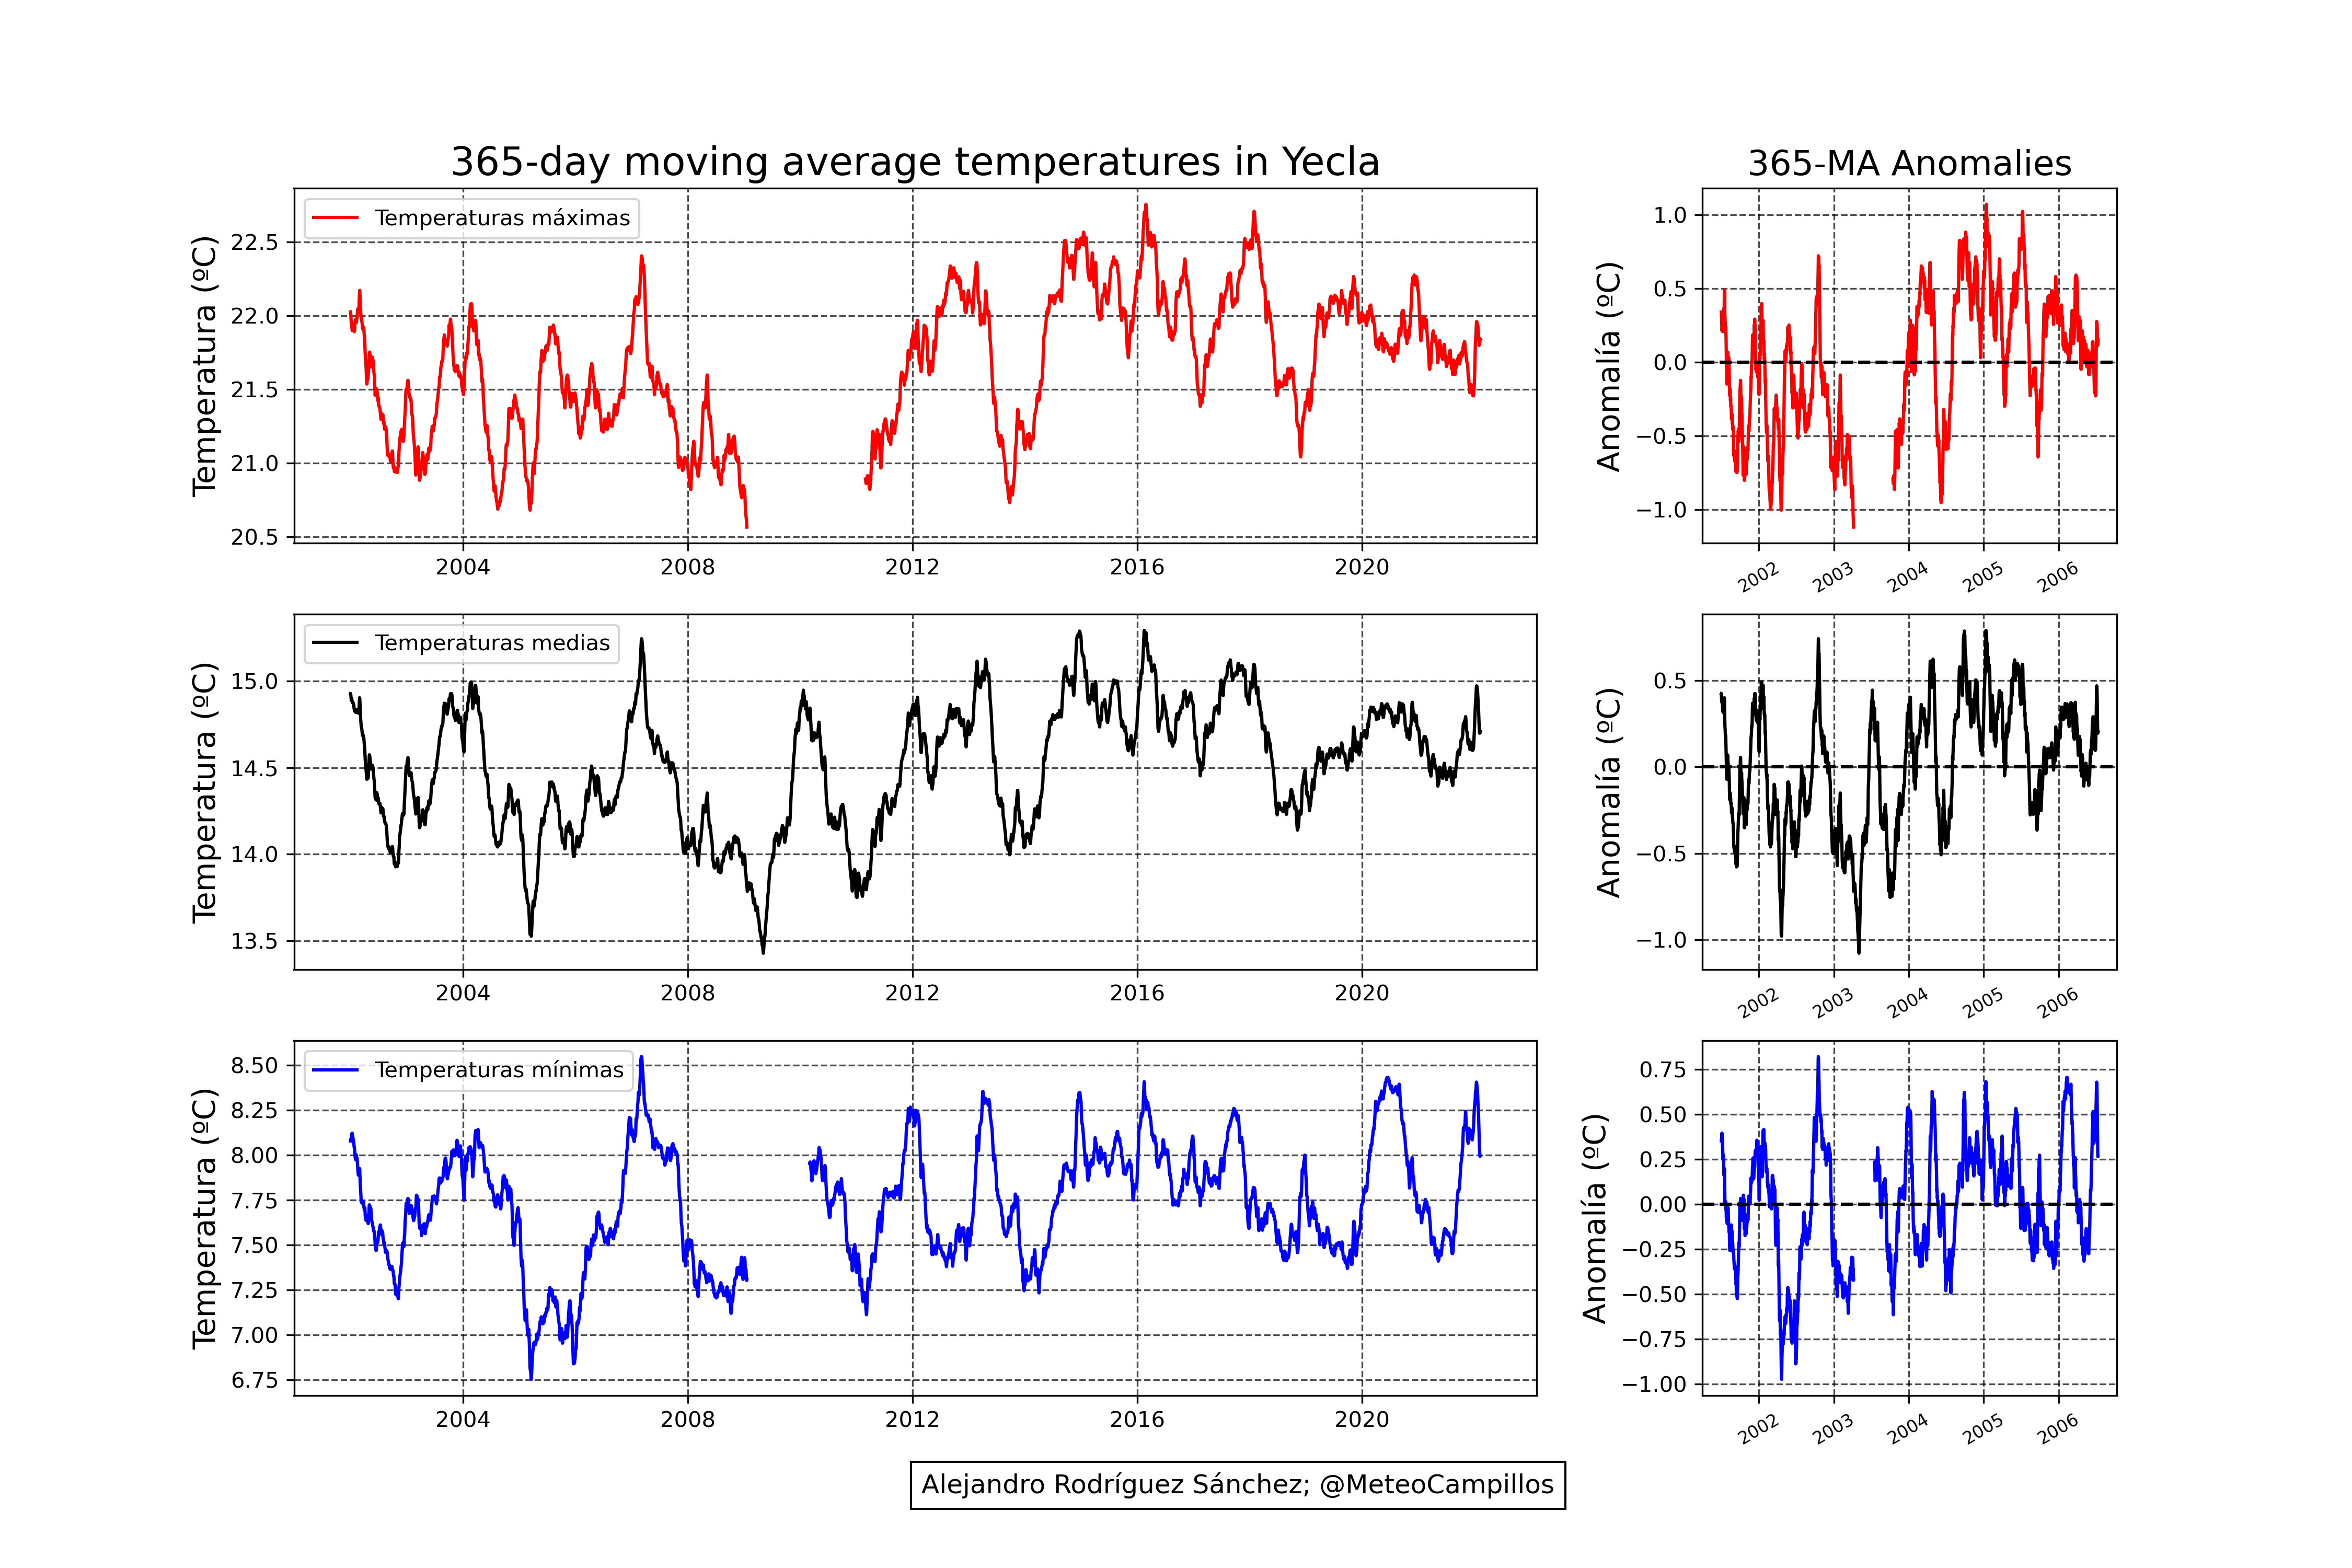 365-day moving average temperatures in Yecla
365-MA Anomalies
Temperatura (ºC)
Temperaturas máximas
22.5
22.0
21.5
21.0
20.5
2004 2008 2012 2016 2020
Anomalía (ºC)
1.0
0.5
0.0
−0.5
−1.0
2002 2003 2004 2005 2006
Temperatura (ºC)
Temperaturas medias
15.0
14.5
14.0
13.5
2004 2008 2012 2016 2020
Anomalía (ºC)
0.5
0.0
−0.5
−1.0
2002 2003 2004 2005 2006
Temperatura (ºC)
Temperaturas mínimas
8.50
8.25
8.00
7.75
7.50
7.25
7.00
6.75
2004 2008 2012 2016 2020
Anomalía (ºC)
0.75
0.50
0.25
0.00
−0.25
−0.50
−0.75
−1.00
2002 2003 2004 2005 2006
Alejandro Rodríguez Sánchez; @MeteoCampillos